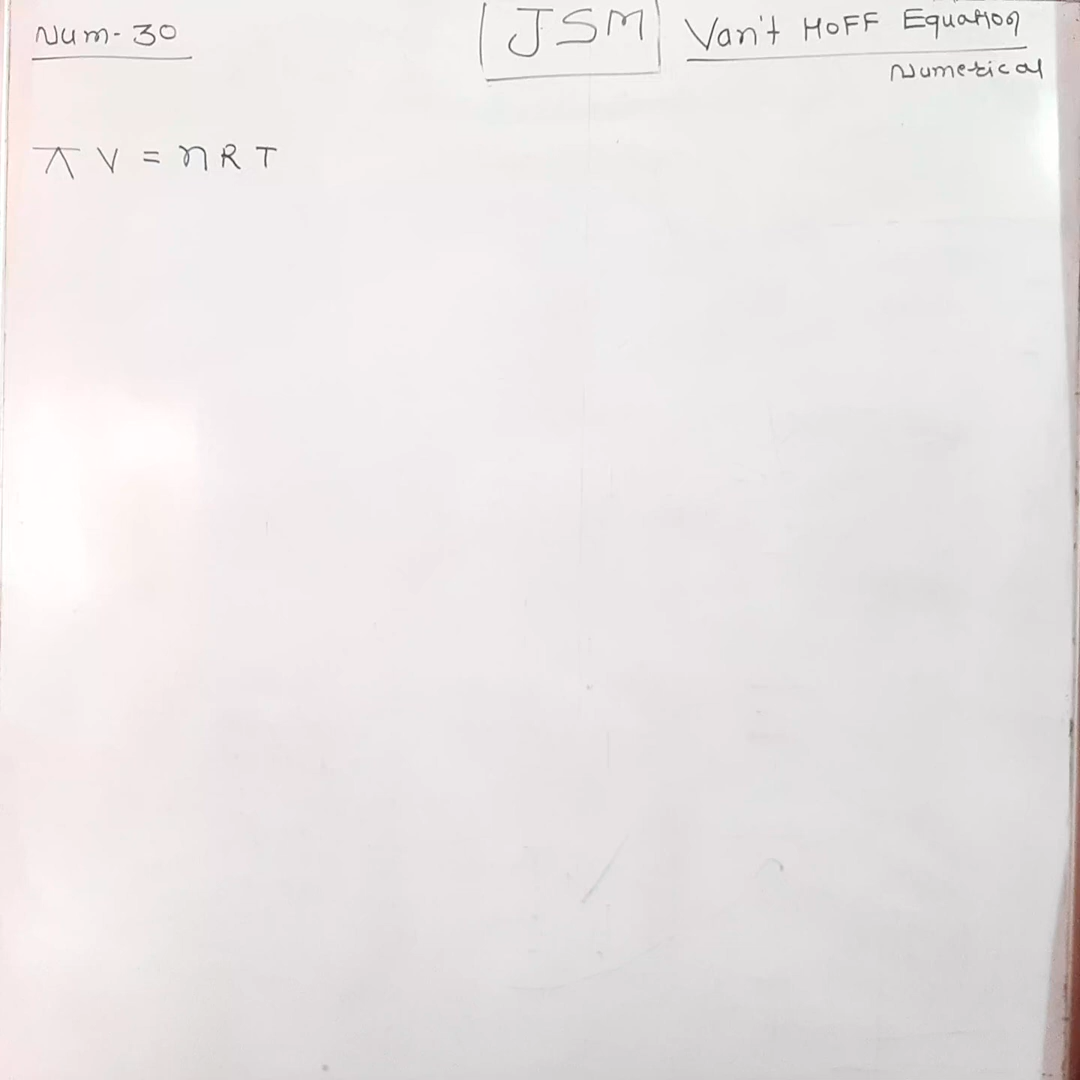 Num- 30
JSM
Van't HOFF Equation
Numerical
π V = n R T